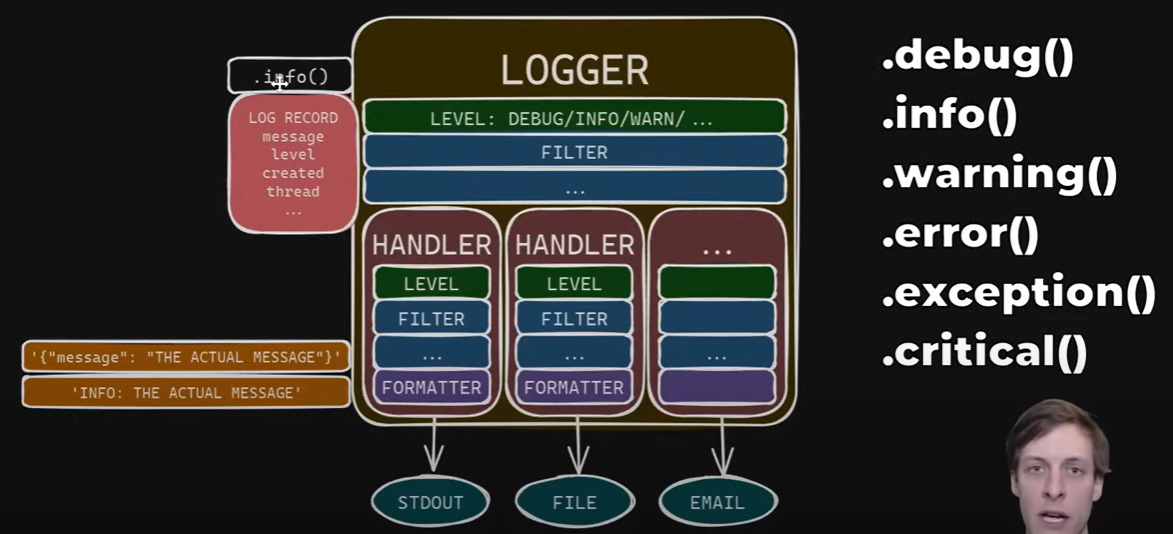 .info()
LOG RECORD
message
level
created
thread
...
'{"message": "THE ACTUAL MESSAGE"}'
'INFO: THE ACTUAL MESSAGE'
LOGGER
LEVEL: DEBUG/INFO/WARN/ ...
FILTER
...
HANDLER
LEVEL
FILTER
...
FORMATTER
STDOUT
HANDLER
LEVEL
FILTER
...
FORMATTER
FILE
...
...
EMAIL
.debug()
.info()
.warning()
.error()
.exception()
.critical()